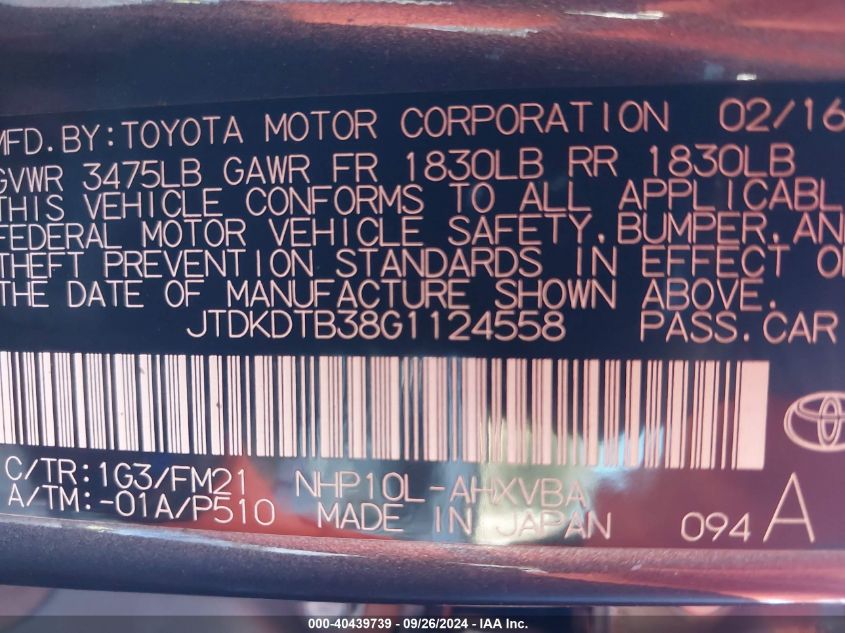 MFD.BY:TOYOTA MOTOR CORPORATION 02/16
GVWR 3475LB GAWR FR 1830LB RR 1830LB
THIS VEHICLE CONFORMS TO ALL APPLICABL
FEDERAL MOTOR VEHICLE SAFETY,BUMPER,AN
THEFT PREVENTION STANDARDS IN EFFECT O
THE DATE OF MANUFACTURE SHOWN ABOVE.
JTDKDTB38G1124558 PASS.CAR
C/TR:1G3/FM21 NHP10L-AHXVBA
A/TM:-01A/P510 MADE IN JAPAN 094 A
000-40439739 - 09/26/2024 - IAA Inc.